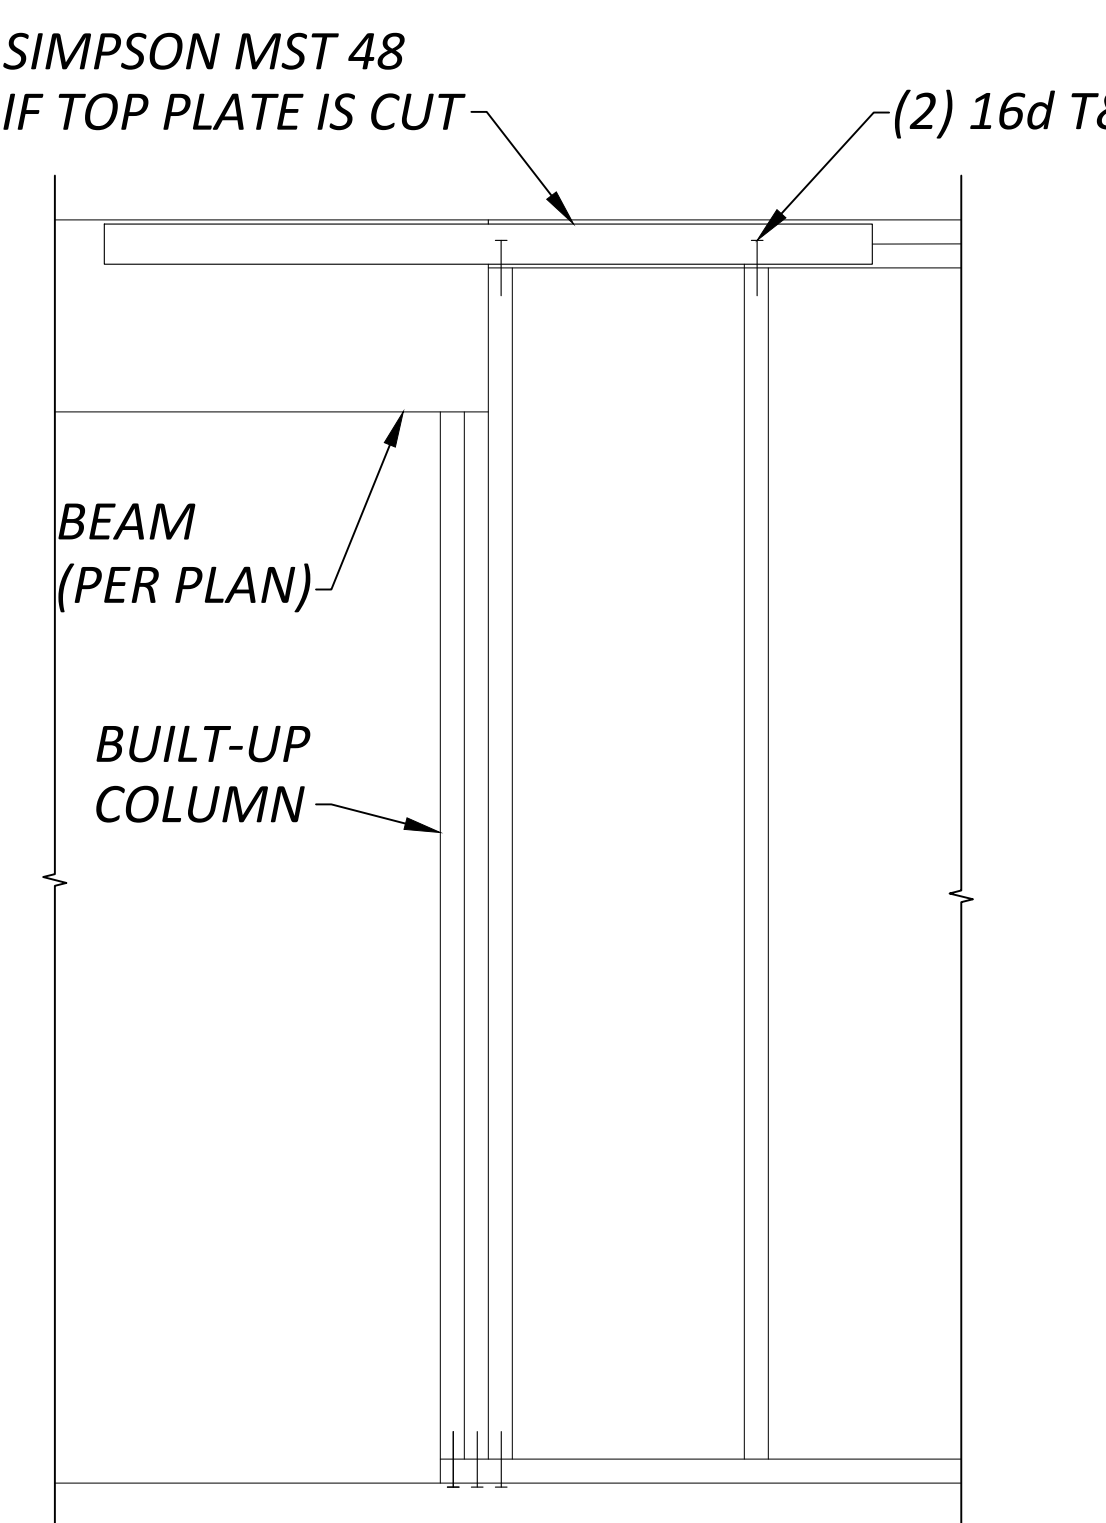 SIMPSON MST 48
IF TOP PLATE IS CUT
(2) 16d
BEAM
(PER PLAN)
BUILT-UP
COLUMN